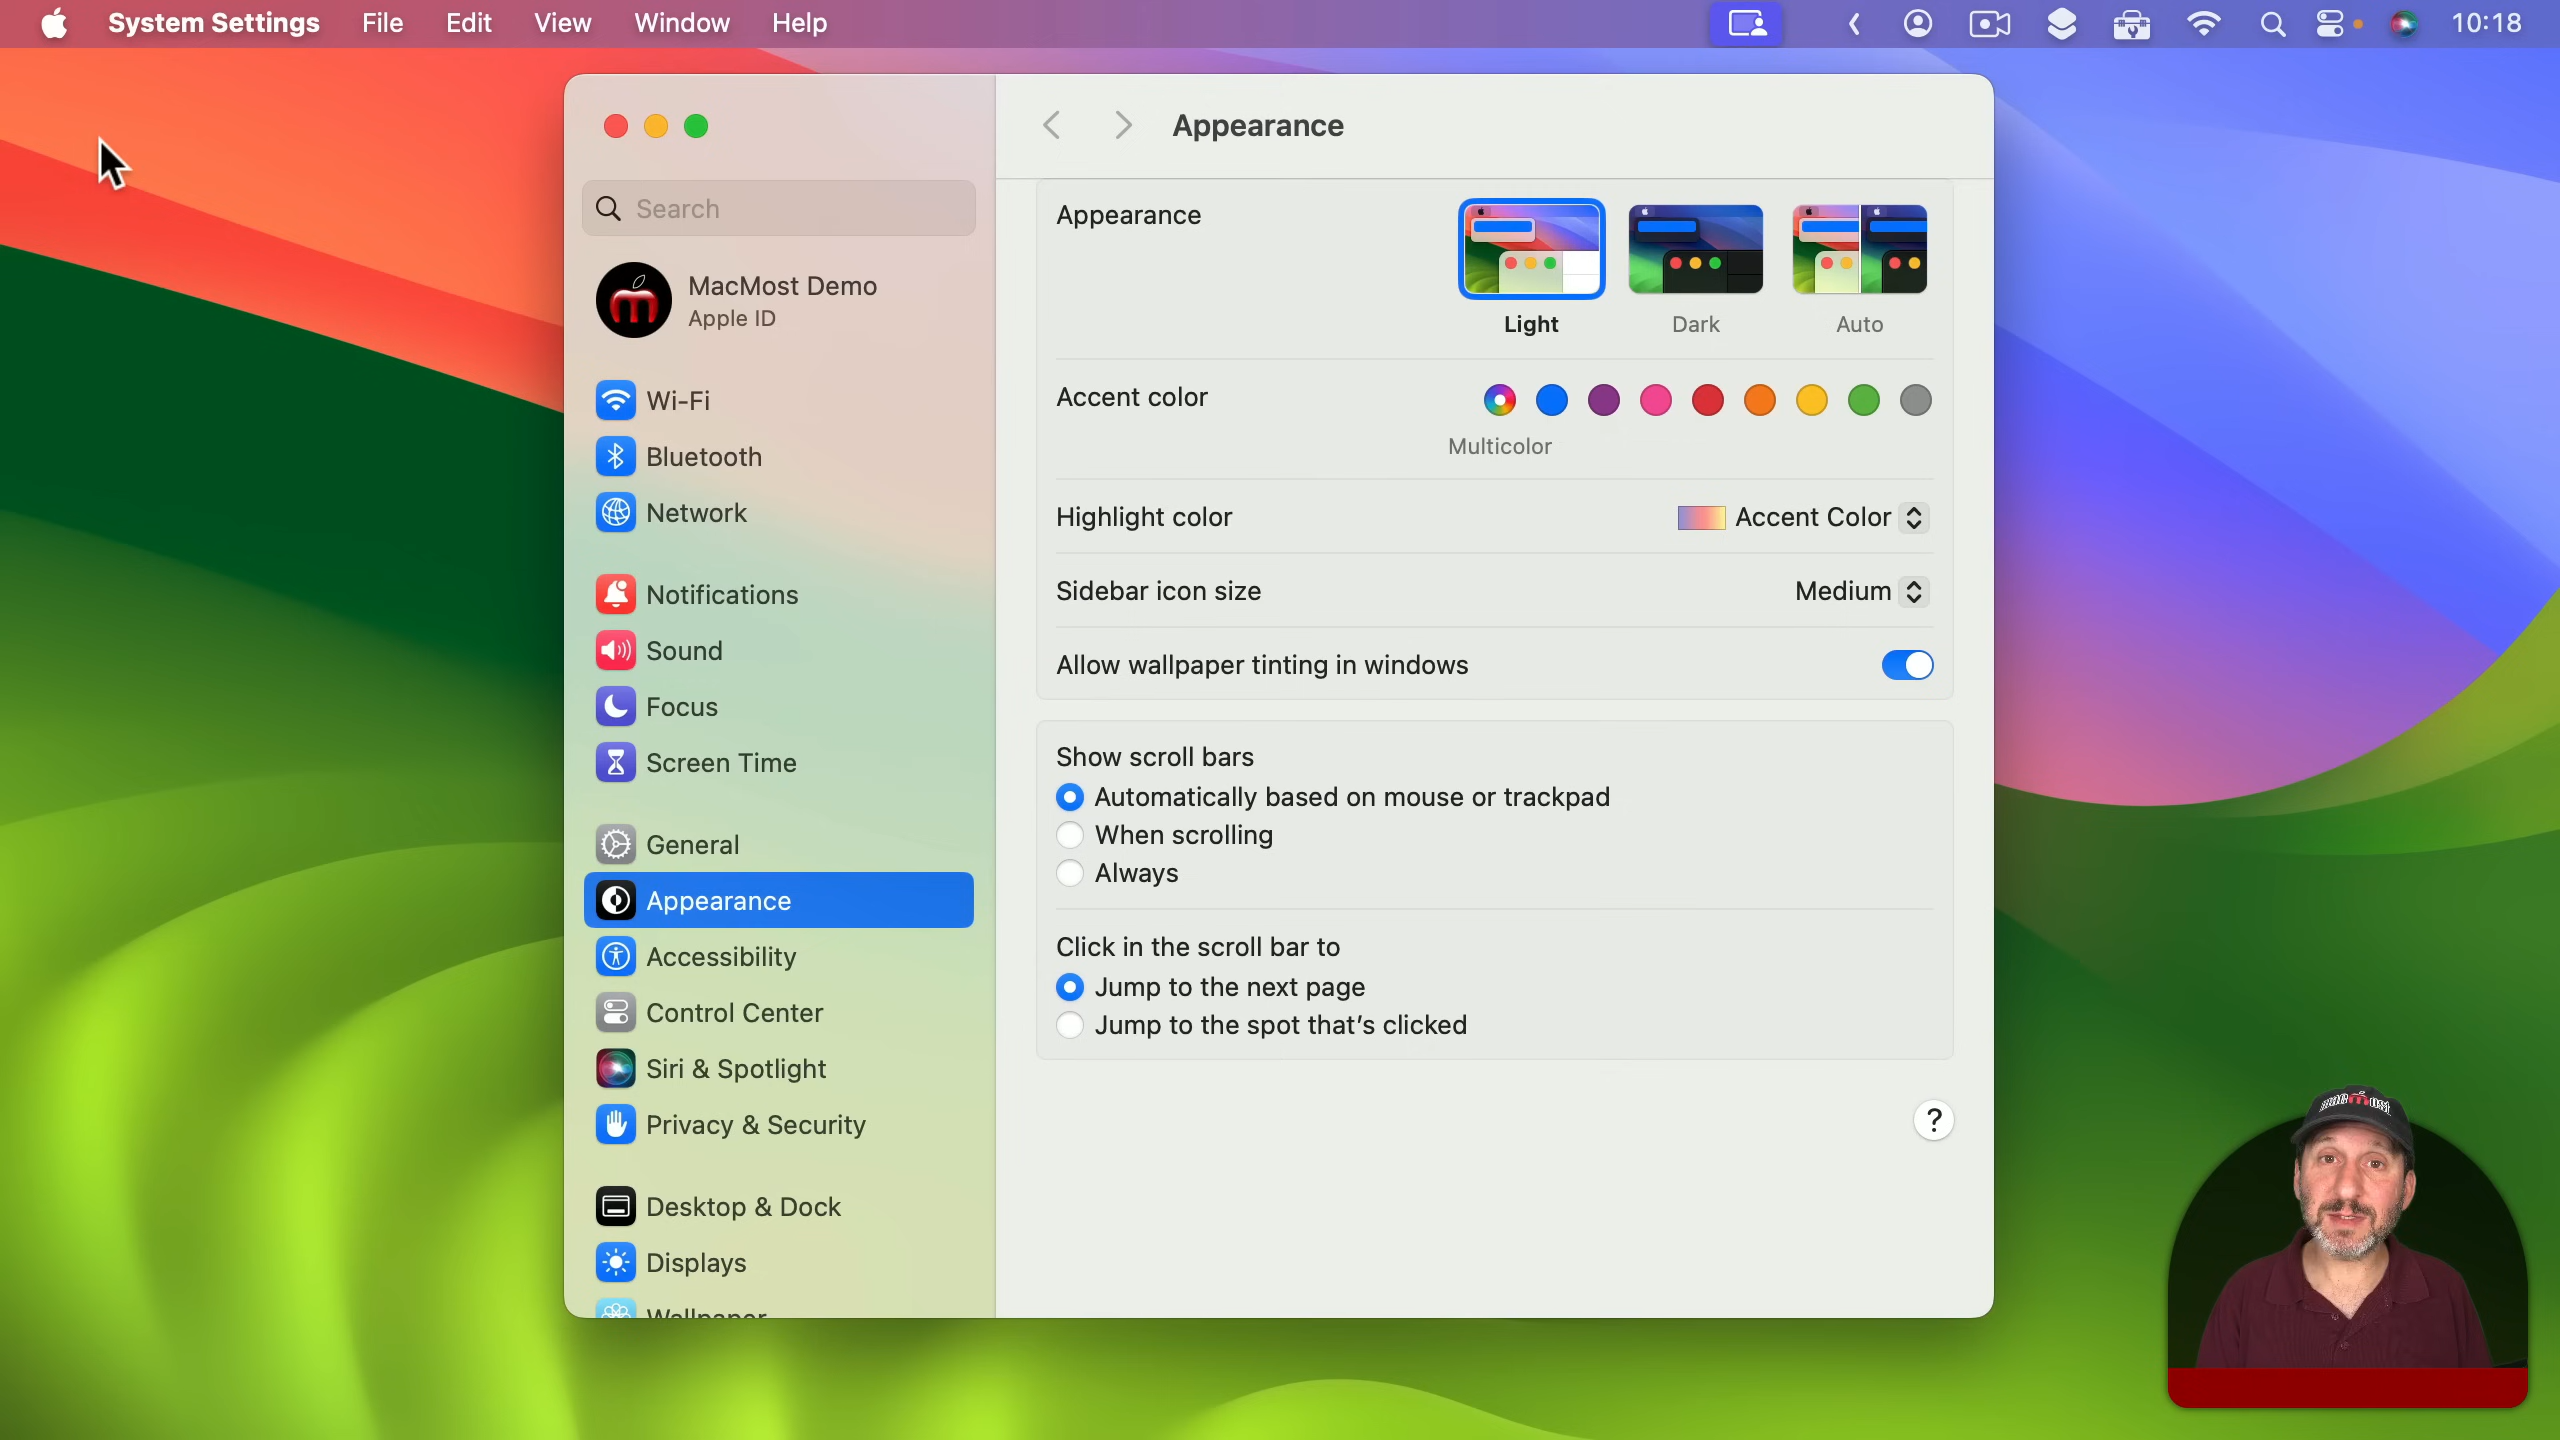 System Settings File Edit View Window Help 10:18
Appearance
Search
MacMost Demo
Apple ID
Wi-Fi
Bluetooth
Network
Notifications
Sound
Focus
Screen Time
General
Appearance
Accessibility
Control Center
Siri & Spotlight
Privacy & Security
Desktop & Dock
Displays
Wallpaper
Appearance
Light Dark Auto
Accent color
Multicolor
Highlight color Accent Color
Sidebar icon size Medium
Allow wallpaper tinting in windows
Show scroll bars
Automatically based on mouse or trackpad
When scrolling
Always
Click in the scroll bar to
Jump to the next page
Jump to the spot that's clicked
?
macmost